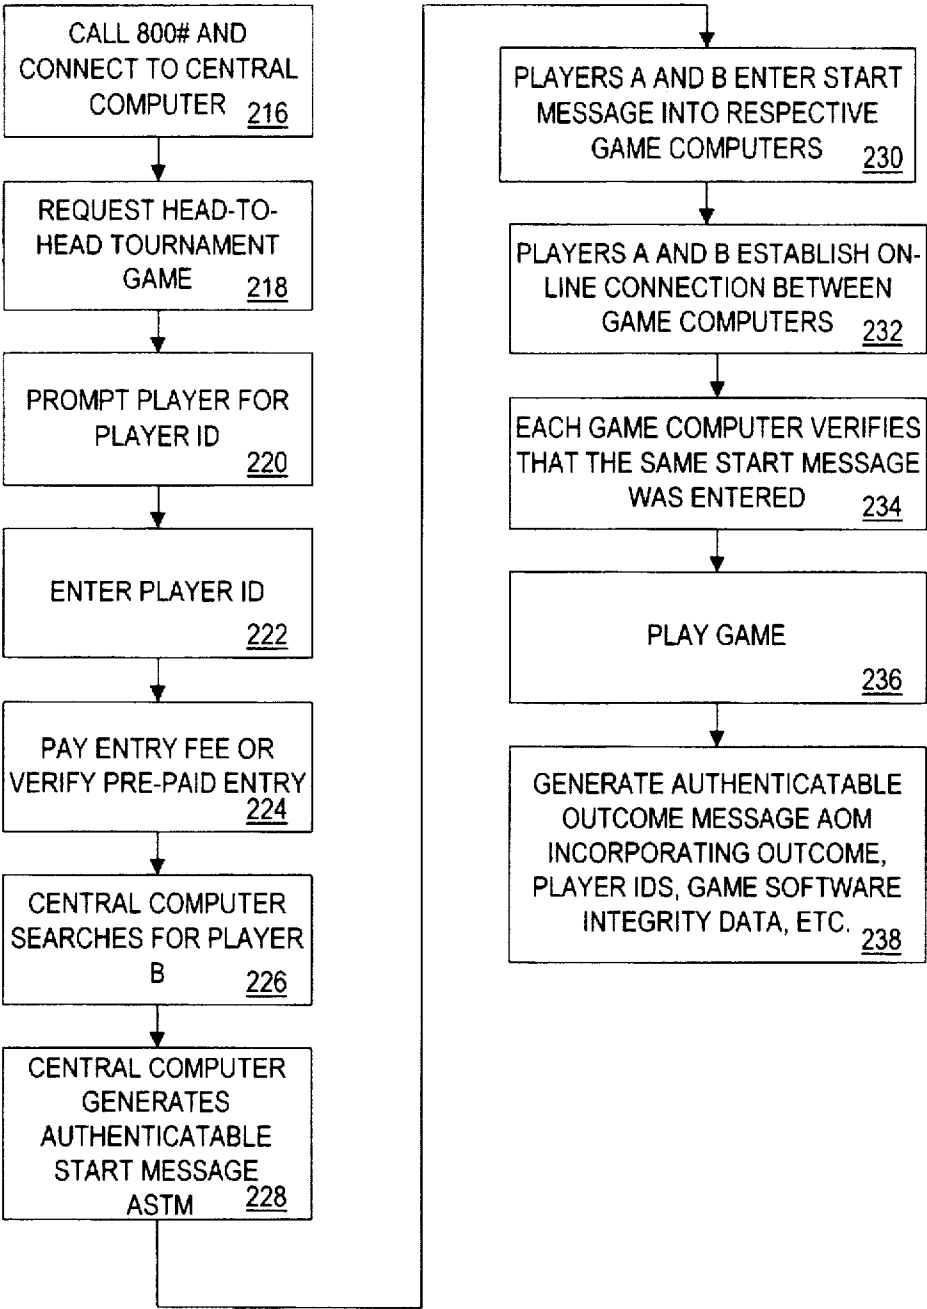 CALL 800# AND
CONNECT TO CENTRAL
COMPUTER 216
REQUEST HEAD-TO-
HEAD TOURNAMENT
GAME 218
PROMPT PLAYER FOR
PLAYER ID
220
ENTER PLAYER ID
222
PAY ENTRY FEE OR
VERIFY PRE-PAID ENTRY
224
CENTRAL COMPUTER
SEARCHES FOR PLAYER
B 226
CENTRAL COMPUTER
GENERATES
AUTHENTICATABLE
START MESSAGE
ASTM 228
PLAYERS A AND B ENTER START
MESSAGE INTO RESPECTIVE
GAME COMPUTERS 230
PLAYERS A AND B ESTABLISH ON-
LINE CONNECTION BETWEEN
GAME COMPUTERS 232
EACH GAME COMPUTER VERIFIES
THAT THE SAME START MESSAGE
WAS ENTERED 234
PLAY GAME
236
GENERATE AUTHENTICATABLE
OUTCOME MESSAGE AOM
INCORPORATING OUTCOME,
PLAYER IDS, GAME SOFTWARE
INTEGRITY DATA, ETC. 238